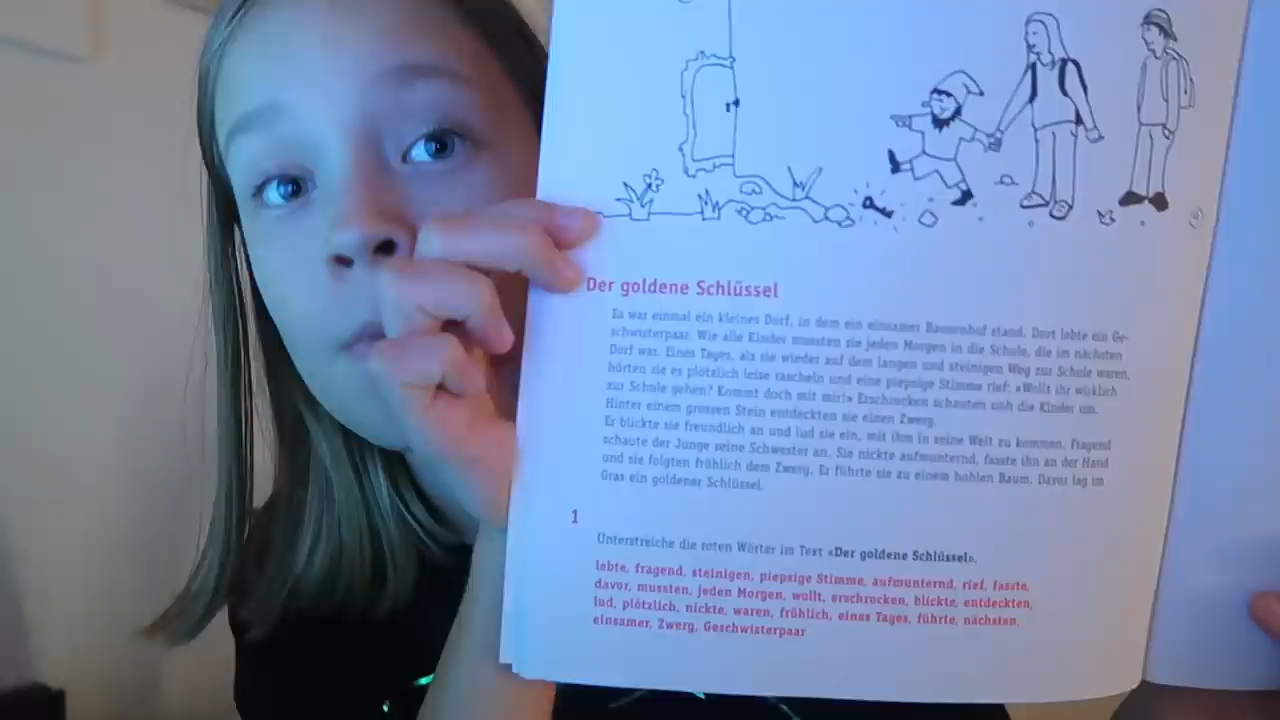 Der goldene Schlüssel
Es war einmal ein kleines Dorf, in dem ein einsamer Bauernhof stand. Dort lebte ein Ge-
schwisterpaar. Wie alle Kinder mussten sie jeden Morgen in die Schule, die im nächsten
Dorf war. Eines Tages, als sie wieder auf dem langen und steinigen Weg zur Schule waren,
hörten sie es plötzlich leise rascheln und eine piepsige Stimme rief: «Wollt ihr wirklich
zur Schule gehen? Kommt doch mit mir!» Erschrocken schauten sich die Kinder um.
Hinter einem grossen Stein entdeckten sie einen Zwerg.
Er blickte sie freundlich an und lud sie ein, mit ihm in seine Welt zu kommen. Fragend
schaute der Junge seine Schwester an. Sie nickte aufmunternd, fasste ihn an der Hand
und sie folgten fröhlich dem Zwerg. Er führte sie zu einem hohlen Baum. Davor lag im
Gras ein goldener Schlüssel.
1
Unterstreiche die roten Wörter im Text «Der goldene Schlüssel».
lebte, fragend, steinigen, piepsige Stimme, aufmunternd, rief, fasste,
davor, mussten, jeden Morgen, wollt, erschrocken, blickte, entdeckten,
lud, plötzlich, nickte, waren, fröhlich, eines Tages, führte, nächsten,
einsamer, Zwerg, Geschwisterpaar